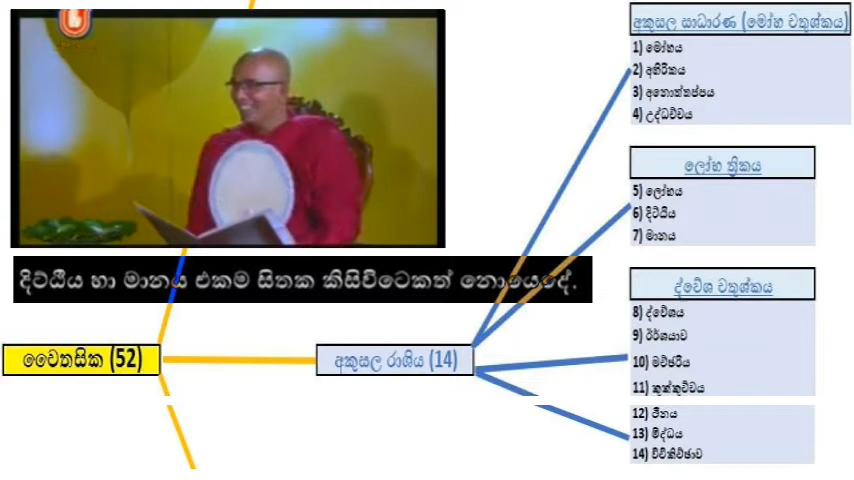 අකුසල සාධාරණ (මෝහ චතුශ්කය)
1) මෝහය
2) අහිරිකය
3) අනොත්තප්පය
4) උද්ධච්චය
ලෝභ ත්‍රිකය
5) ලෝභය
6) දිට්ඨිය
7) මානය
දිට්ඨිය හා මානය එකම සිතක කිසිවිටෙකත් නොයෙදේ.
ද්වේශ චතුශ්කය
8) ද්වේශය
9) ඊර්ශයාව
10) මච්ඡරිය
11) කුක්කුච්චය
චෛතසික (52)
අකුසල රාශිය (14)
12) ථීනය
13) මිද්ධය
14) විචිකිච්ඡාව